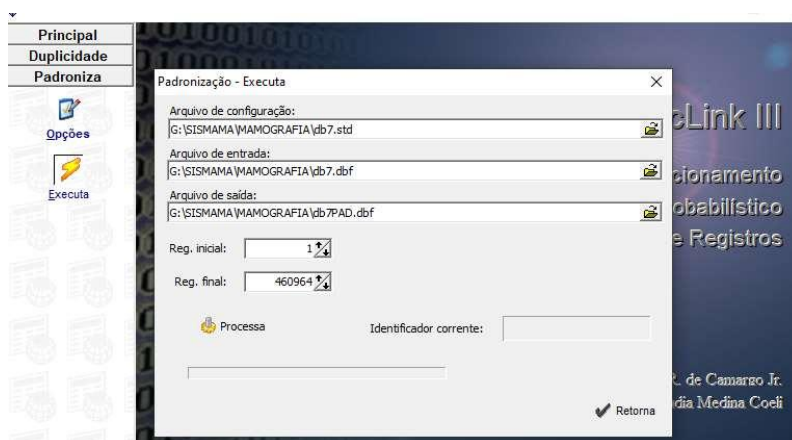 Principal
Duplicidade
Padroniza
Opções
Executa
Padronização - Executa
Arquivo de configuração:
G:\SISMAMA\MAMOGRAFIA\db7.std
Arquivo de entrada:
G:\SISMAMA\MAMOGRAFIA\db7.dbf
Arquivo de saída:
G:\SISMAMA\MAMOGRAFIA\db7PAD.dbf
Reg. inicial: 1
Reg. final: 460964
Processa
Identificador corrente:
Retorna
cLink III
cionamento
obabilístico
e Registros
R. de Camargo Jr.
dia Medina Coeli